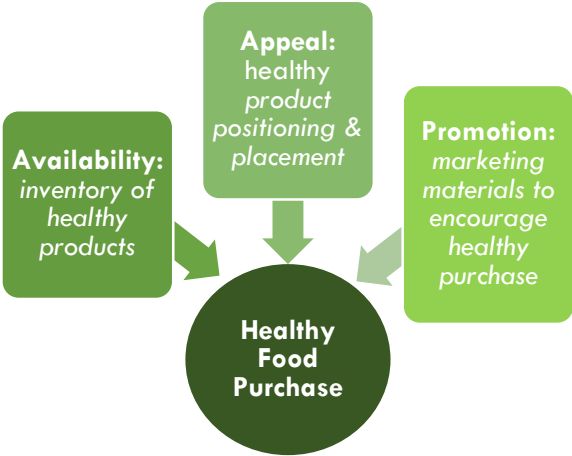 Availability:
inventory of
healthy
products
Appeal:
healthy
product
positioning &
placement
Promotion:
marketing
materials to
encourage
healthy
purchase
Healthy
Food
Purchase